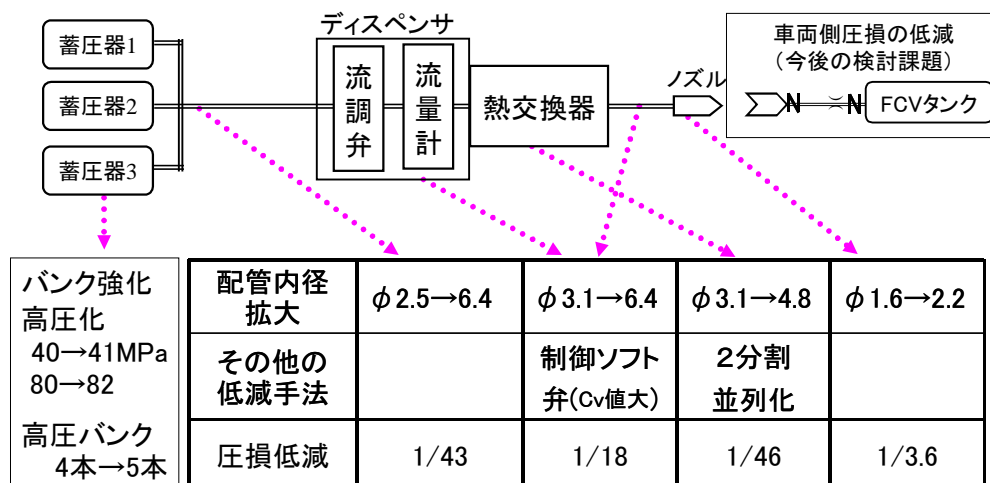 ディスペンサ
蓄圧器1
蓄圧器2
蓄圧器3
流調弁
流量計
熱交換器
ノズル
車両側圧損の低減
（今後の検討課題）
FCVタンク
バンク強化
高圧化
40→41MPa
80→82
高圧バンク
4本→5本
配管内径
拡大
φ2.5→6.4
φ3.1→6.4
φ3.1→4.8
φ1.6→2.2
その他の
低減手法
制御ソフト
弁(Cv値大)
２分割
並列化
圧損低減
1/43
1/18
1/46
1/3.6